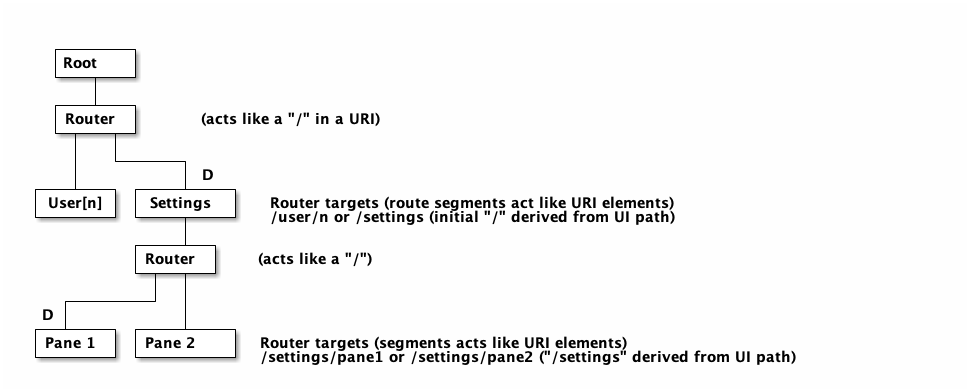 Root
Router (acts like a "/" in a URI)
D
User[n] Settings Router targets (route segments act like URI elements)
/user/n or /settings (initial "/" derived from UI path)
Router (acts like a "/")
D
Pane 1 Pane 2 Router targets (segments acts like URI elements)
/settings/pane1 or /settings/pane2 ("/settings" derived from UI path)